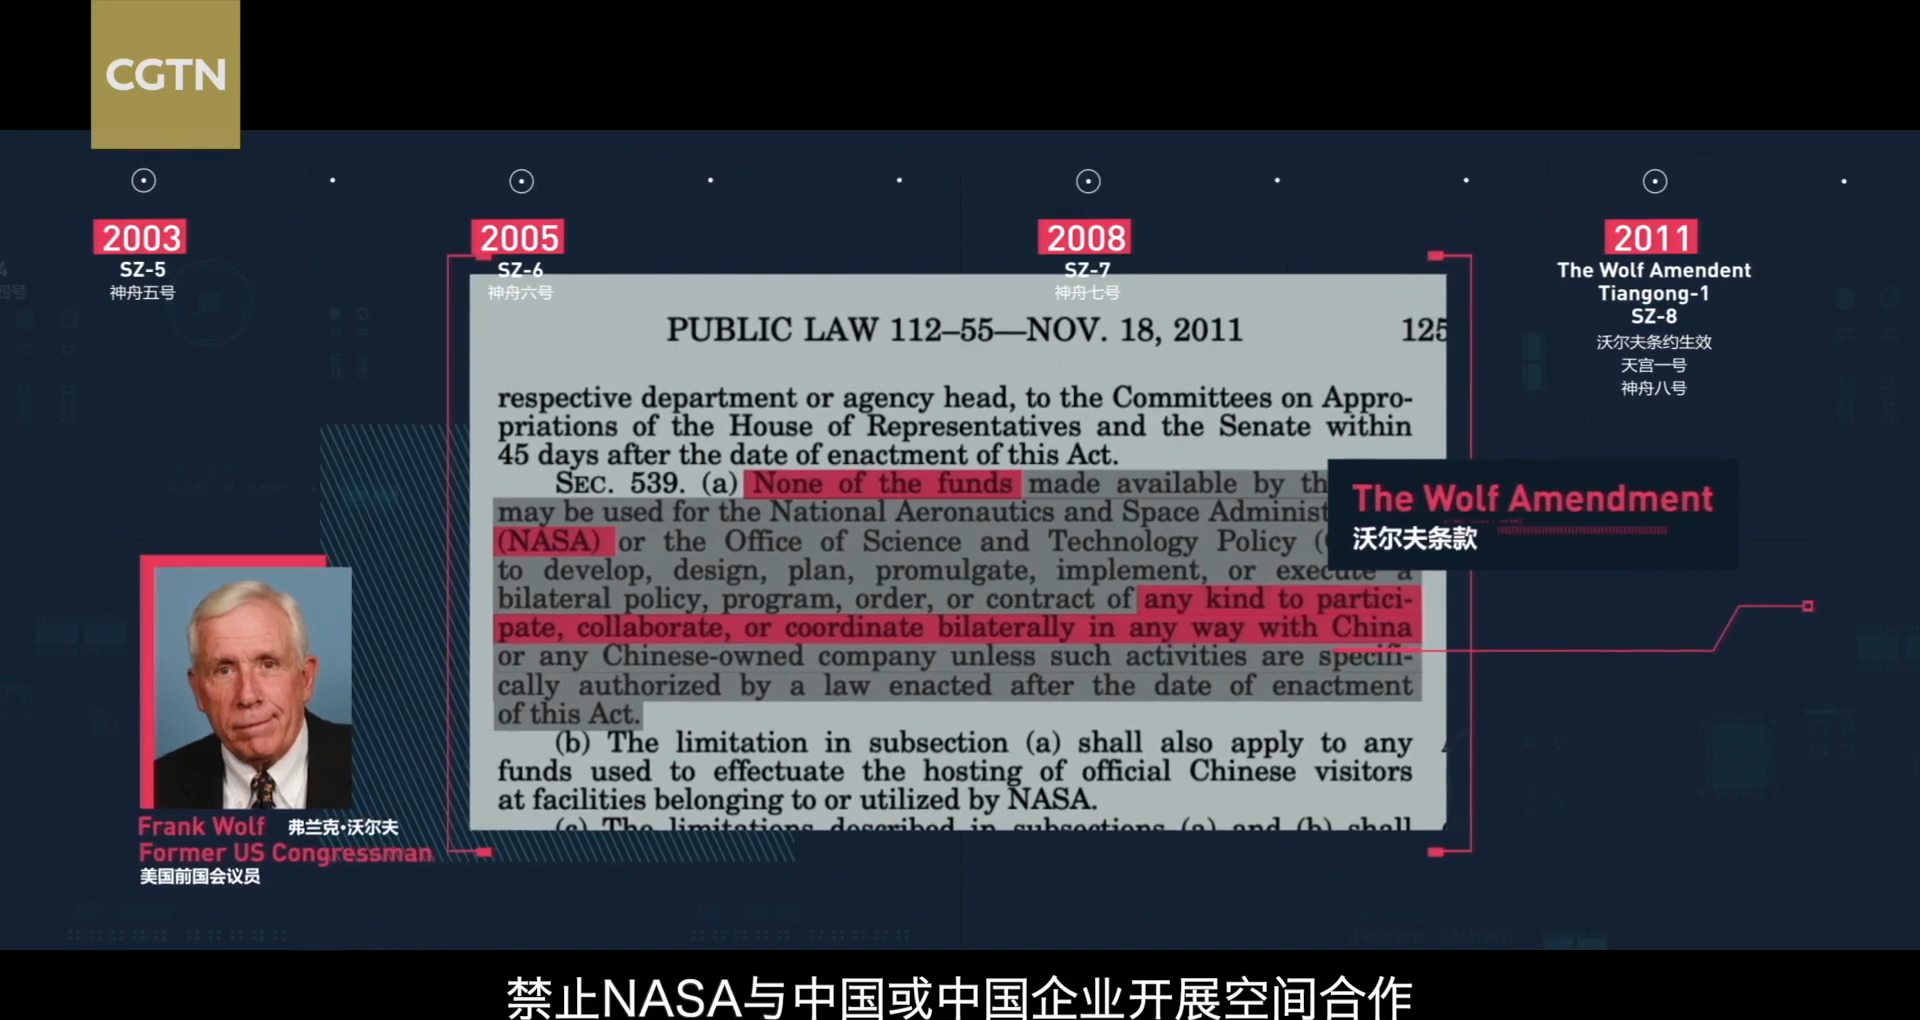 CGTN
2003
SZ-5
神舟五号
2005
SZ-6
神舟六号
2008
SZ-7
神舟七号
2011
The Wolf Amendent
Tiangong-1
SZ-8
沃尔夫条约生效
天宫一号
神舟八号
PUBLIC LAW 112–55—NOV. 18, 2011 125
respective department or agency head, to the Committees on Appro-
priations of the House of Representatives and the Senate within
45 days after the date of enactment of this Act.
SEC. 539. (a) None of the funds made available by th
may be used for the National Aeronautics and Space Administ
(NASA) or the Office of Science and Technology Policy (
to develop, design, plan, promulgate, implement, or execute a
bilateral policy, program, order, or contract of any kind to partici-
pate, collaborate, or coordinate bilaterally in any way with China
or any Chinese-owned company unless such activities are specifi-
cally authorized by a law enacted after the date of enactment
of this Act.
(b) The limitation in subsection (a) shall also apply to any
funds used to effectuate the hosting of official Chinese visitors
at facilities belonging to or utilized by NASA.
(c) The limitations described in subsections (a) and (b) shall
The Wolf Amendment
沃尔夫条款
Frank Wolf 弗兰克·沃尔夫
Former US Congressman
美国前国会议员
禁止NASA与中国或中国企业开展空间合作